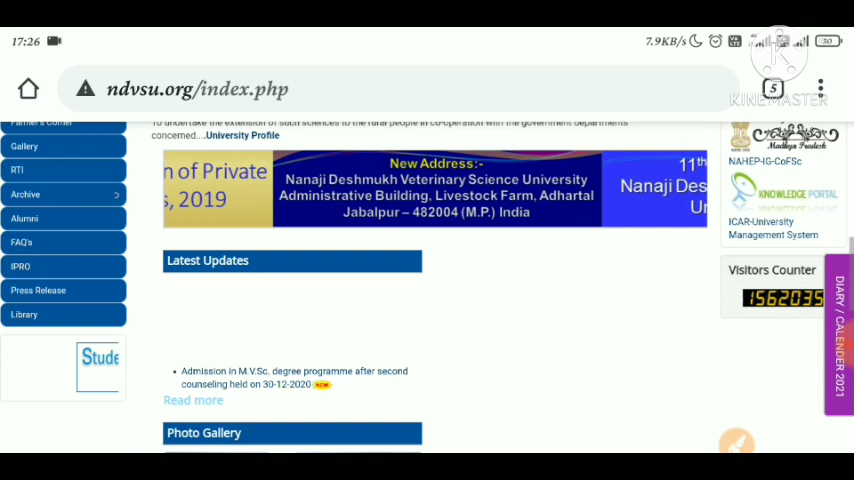 17:26
7.9KB/s
30
ndvsu.org/index.php
5
KINEMASTER
Farmer's Corner
Gallery
RTI
Archive
Alumni
FAQ's
IPRO
Press Release
Library
Stude
To undertake the extension of such sciences to the rural people in co-operation with the government departments
concerned....University Profile
n of Private
s, 2019
New Address:-
Nanaji Deshmukh Veterinary Science University
Administrative Building, Livestock Farm, Adhartal
Jabalpur – 482004 (M.P.) India
11th
Nanaji Des
Un
Latest Updates
Admission in M.V.Sc. degree programme after second
counseling held on 30-12-2020 NEW
Read more
Photo Gallery
Madhya Pradesh
NAHEP-IG-CoFSc
KNOWLEDGE PORTAL
ICAR-University
Management System
Visitors Counter
1562035
DIARY / CALENDER 2021